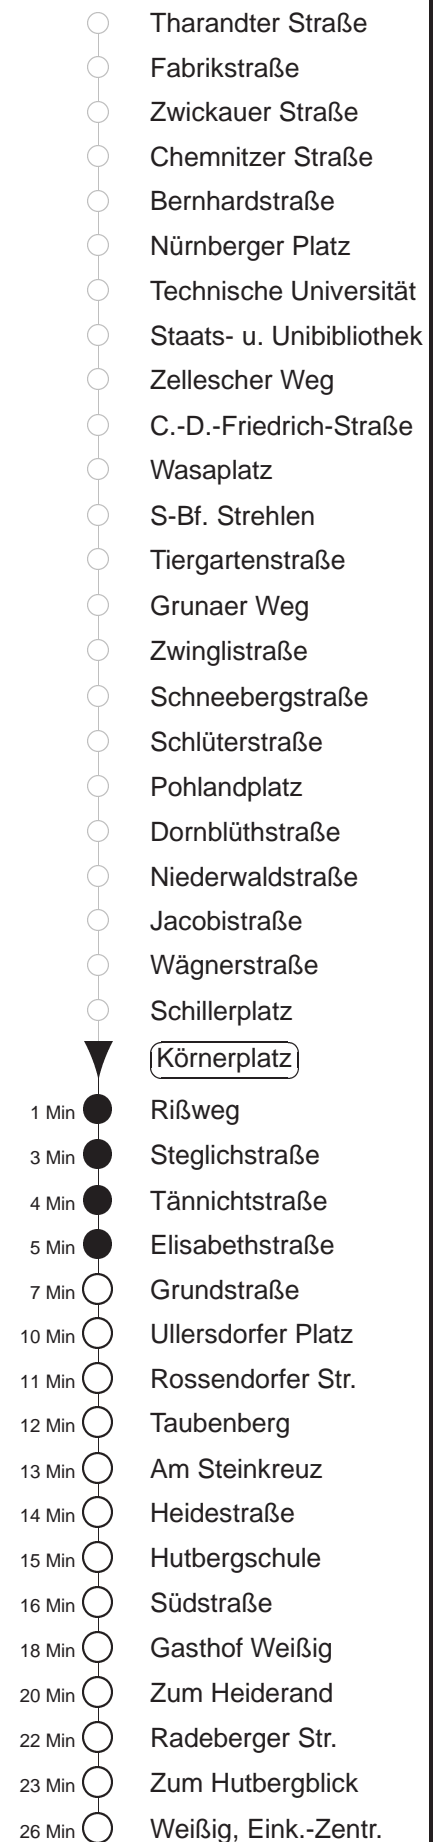 Tharandter Straße
Fabrikstraße
Zwickauer Straße
Chemnitzer Straße
Bernhardstraße
Nürnberger Platz
Technische Universität
Staats- u. Unibibliothek
Zellescher Weg
C.-D.-Friedrich-Straße
Wasaplatz
S-Bf. Strehlen
Tiergartenstraße
Grunaer Weg
Zwinglistraße
Schneebergstraße
Schlüterstraße
Pohlandplatz
Dornblüthstraße
Niederwaldstraße
Jacobistraße
Wägnerstraße
Schillerplatz
Körnerplatz
1 Min Rißweg
3 Min Steglichstraße
4 Min Tännichtstraße
5 Min Elisabethstraße
7 Min Grundstraße
10 Min Ullersdorfer Platz
11 Min Rossendorfer Str.
12 Min Taubenberg
13 Min Am Steinkreuz
14 Min Heidestraße
15 Min Hutbergschule
16 Min Südstraße
18 Min Gasthof Weißig
20 Min Zum Heiderand
22 Min Radeberger Str.
23 Min Zum Hutbergblick
26 Min Weißig, Eink.-Zentr.